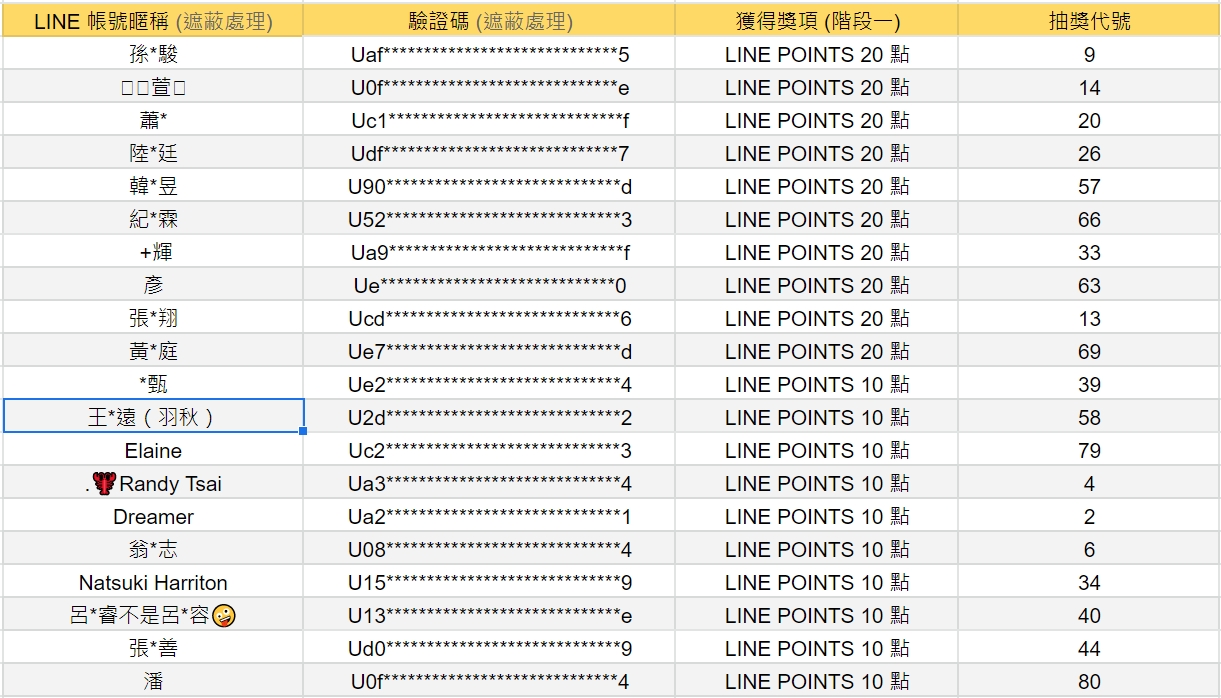 LINE 帳號暱稱 (遮蔽處理) 驗證碼 (遮蔽處理) 獲得獎項 (階段一) 抽獎代號
孫*駿 Uaf*****************************5 LINE POINTS 20 點 9
萱 U0f*****************************e LINE POINTS 20 點 14
蕭* Uc1*****************************f LINE POINTS 20 點 20
陸*廷 Udf*****************************7 LINE POINTS 20 點 26
韓*昱 U90*****************************d LINE POINTS 20 點 57
紀*霖 U52*****************************3 LINE POINTS 20 點 66
+輝 Ua9*****************************f LINE POINTS 20 點 33
彥 Ue*****************************0 LINE POINTS 20 點 63
張*翔 Ucd*****************************6 LINE POINTS 20 點 13
黃*庭 Ue7*****************************d LINE POINTS 20 點 69
*甄 Ue2*****************************4 LINE POINTS 10 點 39
王*遠（羽秋） U2d*****************************2 LINE POINTS 10 點 58
Elaine Uc2*****************************3 LINE POINTS 10 點 79
.🦞Randy Tsai Ua3*****************************4 LINE POINTS 10 點 4
Dreamer Ua2*****************************1 LINE POINTS 10 點 2
翁*志 U08*****************************4 LINE POINTS 10 點 6
Natsuki Harriton U15*****************************9 LINE POINTS 10 點 34
呂*睿不是呂*容🤪 U13*****************************e LINE POINTS 10 點 40
張*善 Ud0*****************************9 LINE POINTS 10 點 44
潘 U0f*****************************4 LINE POINTS 10 點 80